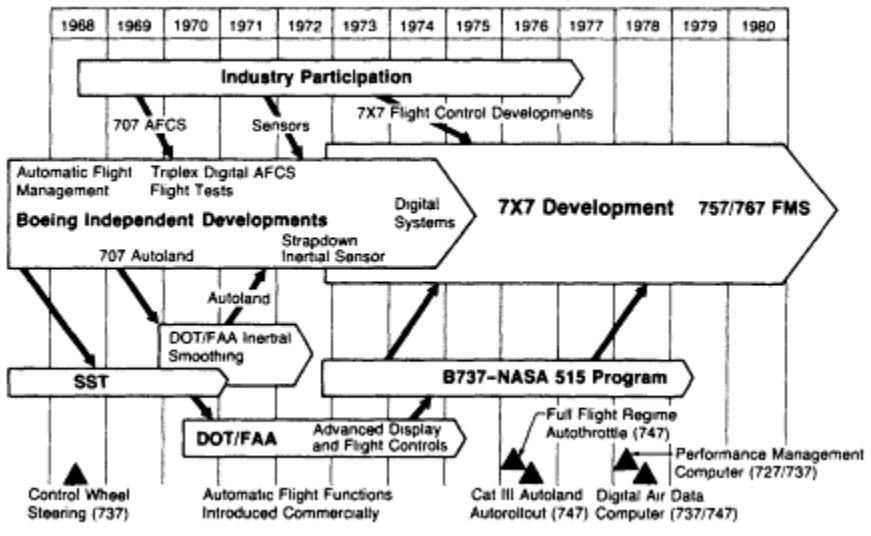 1968 1969 1970 1971 1972 1973 1974 1975 1976 1977 1978 1979 1980
Industry Participation
707 AFCS
Sensors
7X7 Flight Control Developments
Automatic Flight
Management
Triplex Digital AFCS
Flight Tests
Boeing Independent Developments
Digital
Systems
7X7 Development
757/767 FMS
Strapdown
Inertial Sensor
707 Autoland
Autoland
DOT/FAA Inertial
Smoothing
SST
B737-NASA 515 Program
DOT/FAA
Advanced Display
and Flight Controls
Full Flight Regime
Autothrottle (747)
Performance Management
Computer (727/737)
Control Wheel
Steering (737)
Automatic Flight Functions
Introduced Commercially
Cat III Autoland
Autorollout (747)
Digital Air Data
Computer (737/747)